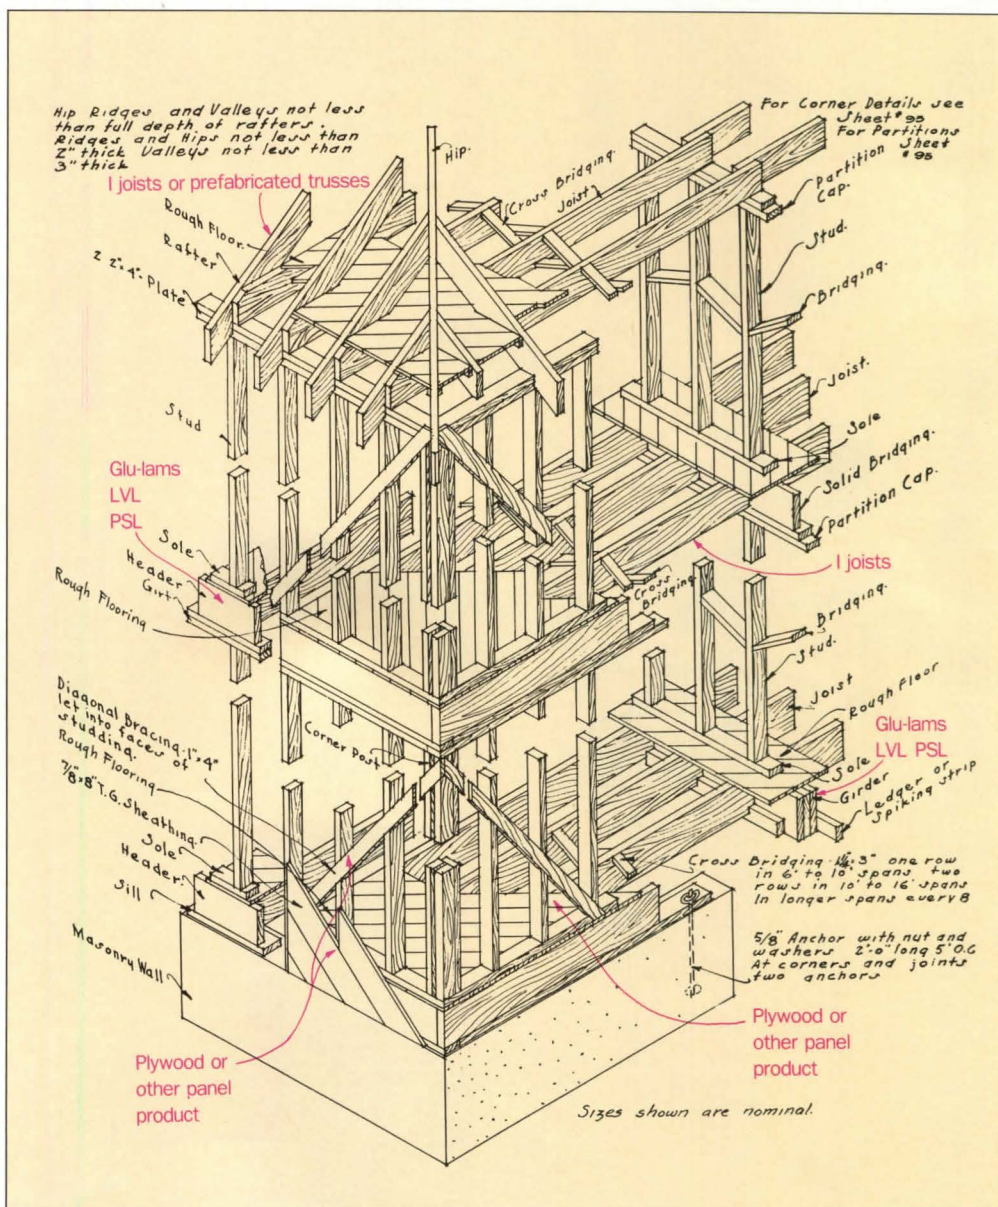 Hip Ridges and Valleys not less
than full depth of rafters.
Ridges and Hips not less than
2" thick Valleys not less than
3" thick
I joists or prefabricated trusses
Rough Floor.
Rafter
2 2"x4" Plate
Hip.
Cross Bridging.
Joist
For Corner Details see
Sheet #93
For Partitions
Sheet
#95
Partition
Cap.
Stud.
Bridging.
Joist.
Sole
Solid Bridging.
Partition Cap.
Stud
Glu-lams
LVL
PSL
Sole
Header
Girt
Rough Flooring
I joists
Cross
Bridging
Bridging.
Stud.
Joist
Rough Floor
Glu-lams
LVL PSL
Sole
Girder
Ledger or
Spiking strip
Diagonal Bracing-1"x4"
let into faces of
studding.
Rough Flooring
7/8"x8" T.G. Sheathing
Corner Post
Sole
Header.
Sill
Masonry Wall
Cross Bridging 1¼"x3" one row
in 6' to 10' spans two
rows in 10' to 16' spans
In longer spans every 8
5/8" Anchor with nut and
washers 2'-0" long 5' O.C
At corners and joints
two anchors
Plywood or
other panel
product
Plywood or
other panel
product
Sizes shown are nominal.